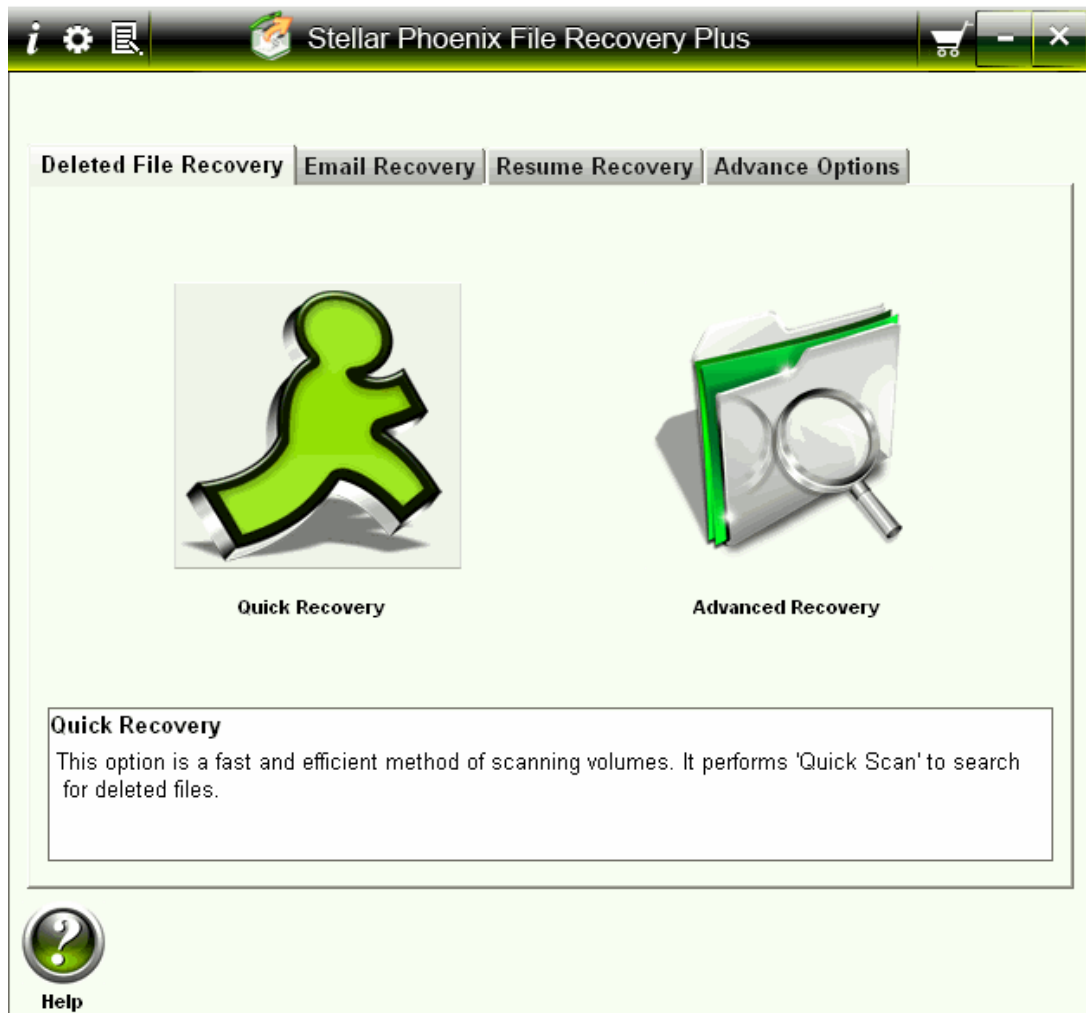 Stellar Phoenix File Recovery Plus
Deleted File Recovery
Email Recovery
Resume Recovery
Advance Options
Quick Recovery
Advanced Recovery
Quick Recovery
This option is a fast and efficient method of scanning volumes. It performs 'Quick Scan' to search
for deleted files.
Help